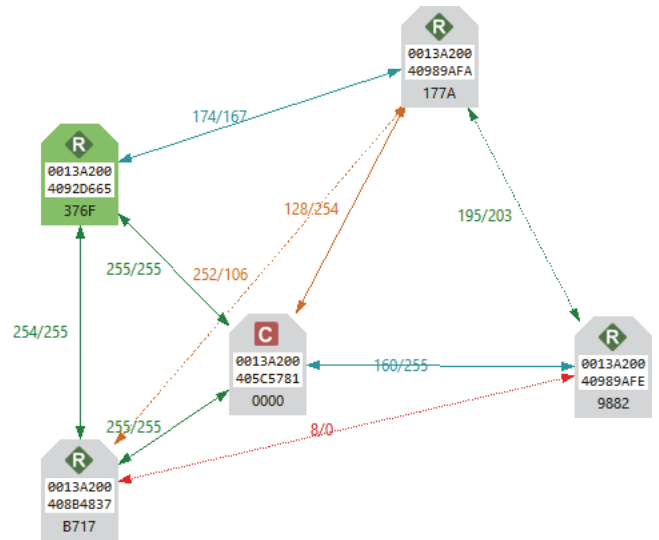 R
0013A200
40989AFA
177A
174/167
R
0013A200
4092D665
376F
128/254
195/203
255/255
252/106
254/255
C
0013A200
405C5781
0000
160/255
R
0013A200
40989AFE
9882
255/255
8/0
R
0013A200
408B4837
B717